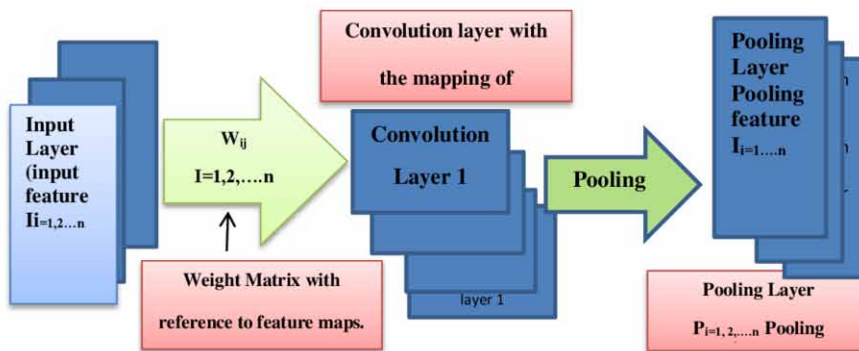 Input
Layer
(input
feature
Ii=1,2...n
Wij
I=1,2,....n
Weight Matrix with
reference to feature maps.
Convolution layer with
the mapping of
Convolution
Layer 1
layer 1
Pooling
Pooling
Layer
Pooling
feature
Ii=1....n
Pooling Layer
Pi=1, 2,....n Pooling